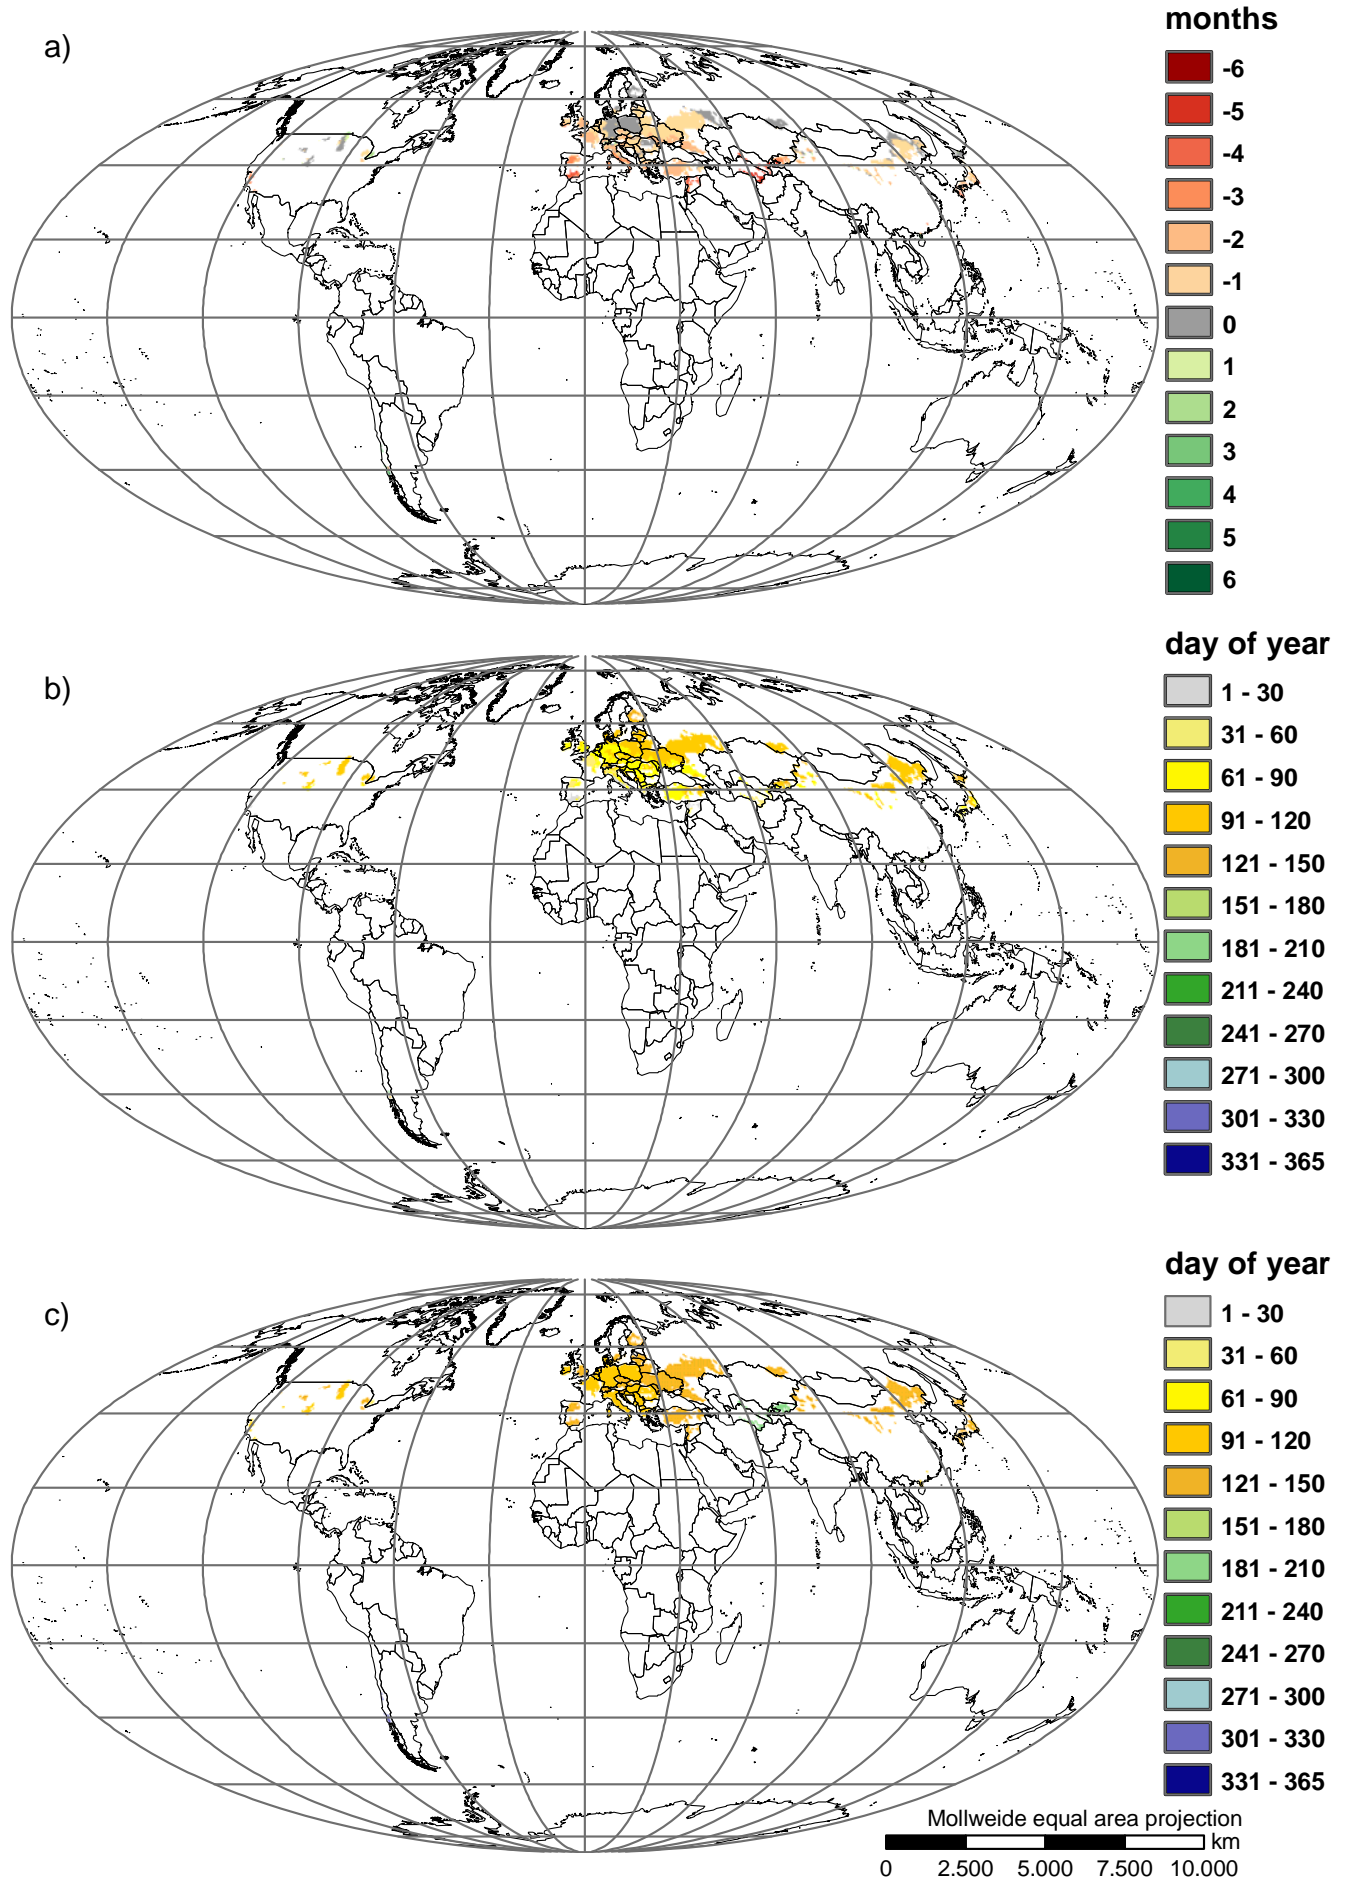 a)
months
-6
-5
-4
-3
-2
-1
0
1
2
3
4
5
6
b)
day of year
1 - 30
31 - 60
61 - 90
91 - 120
121 - 150
151 - 180
181 - 210
211 - 240
241 - 270
271 - 300
301 - 330
331 - 365
c)
day of year
1 - 30
31 - 60
61 - 90
91 - 120
121 - 150
151 - 180
181 - 210
211 - 240
241 - 270
271 - 300
301 - 330
331 - 365
Mollweide equal area projection
km
0 2.500 5.000 7.500 10.000